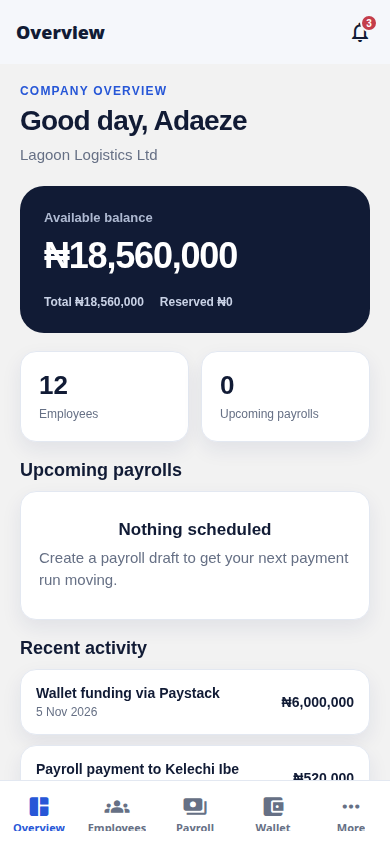 Overview
3
COMPANY OVERVIEW
Good day, Adaeze
Lagoon Logistics Ltd
Available balance
₦18,560,000
Total ₦18,560,000 Reserved ₦0
12
Employees
0
Upcoming payrolls
Upcoming payrolls
Nothing scheduled
Create a payroll draft to get your next payment
run moving.
Recent activity
Wallet funding via Paystack
5 Nov 2026
₦6,000,000
Payroll payment to Kelechi Ibe
₦520,000
Overview Employees Payroll Wallet More